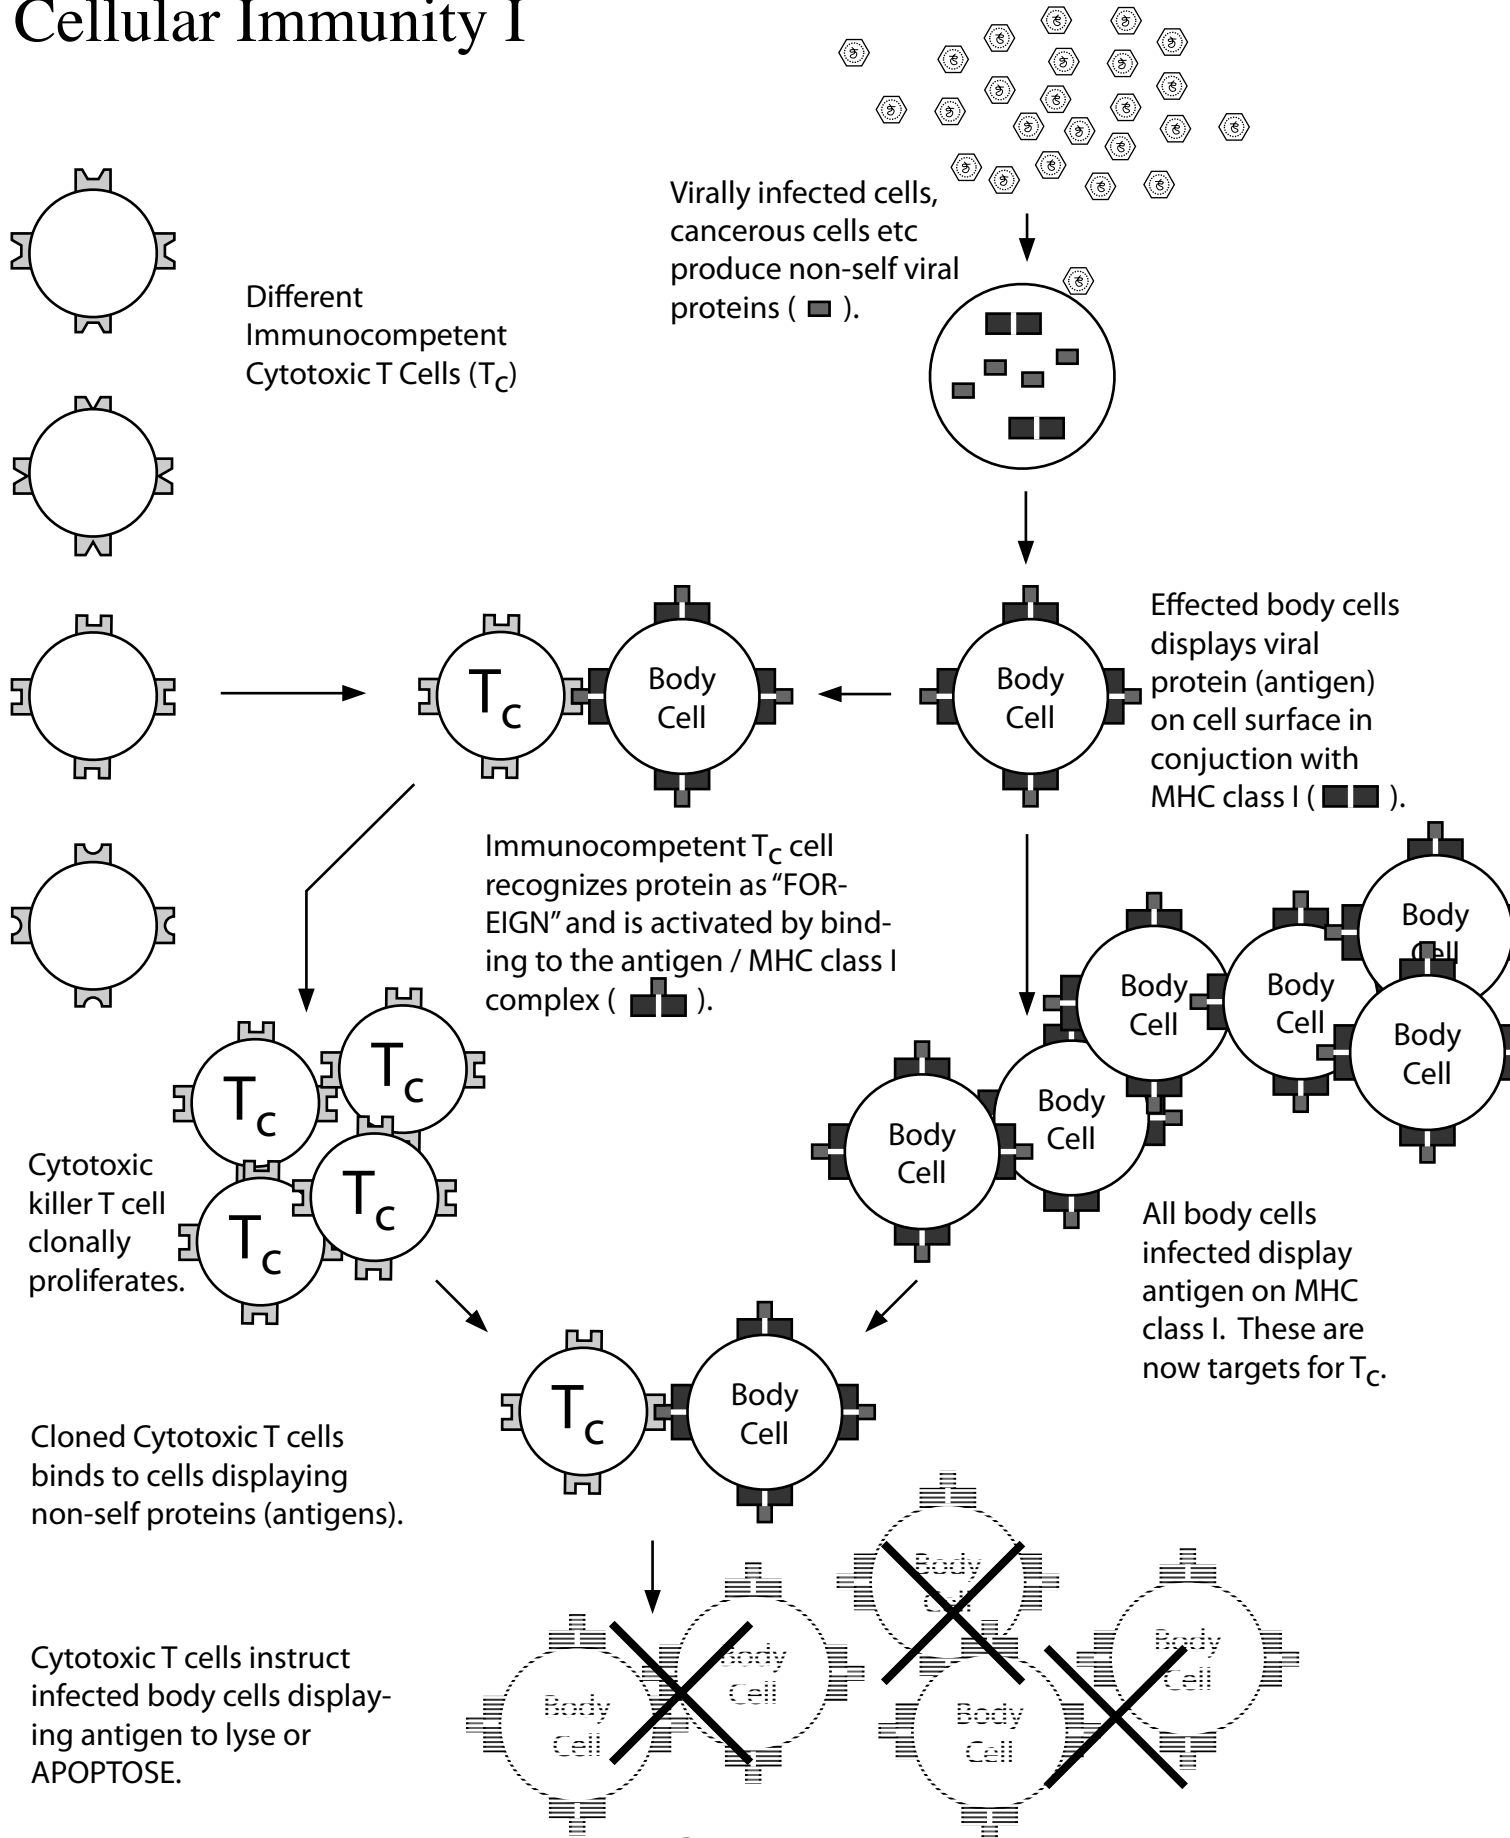 Cellular Immunity I
Virally infected cells,
cancerous cells etc
produce non-self viral
proteins ( ).
Different
Immunocompetent
Cytotoxic T Cells (Tc)
Effected body cells
displays viral
protein (antigen)
on cell surface in
conjuction with
MHC class I ( ).
Tc
Body
Cell
Body
Cell
Immunocompetent Tc cell
recognizes protein as “FOR-
EIGN” and is activated by bind-
ing to the antigen / MHC class I
complex ( ).
Body
Cell
Body
Cell
Body
Cell
Body
Cell
Body
Cell
Body
Cell
Tc
Tc
Tc
Tc
Cytotoxic
killer T cell
clonally
proliferates.
All body cells
infected display
antigen on MHC
class I. These are
now targets for Tc.
Tc
Body
Cell
Cloned Cytotoxic T cells
binds to cells displaying
non-self proteins (antigens).
Cytotoxic T cells instruct
infected body cells display-
ing antigen to lyse or
APOPTOSE.
Body
Cell
Body
Cell
Body
Cell
Body
Cell
Body
Cell